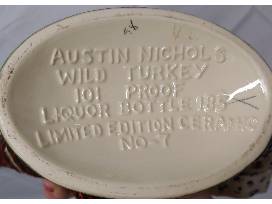 AUSTIN NICHOLS
WILD TURKEY
101 PROOF
LIQUOR BOTTLE
LIMITED EDITION CERAMIC
NO-7